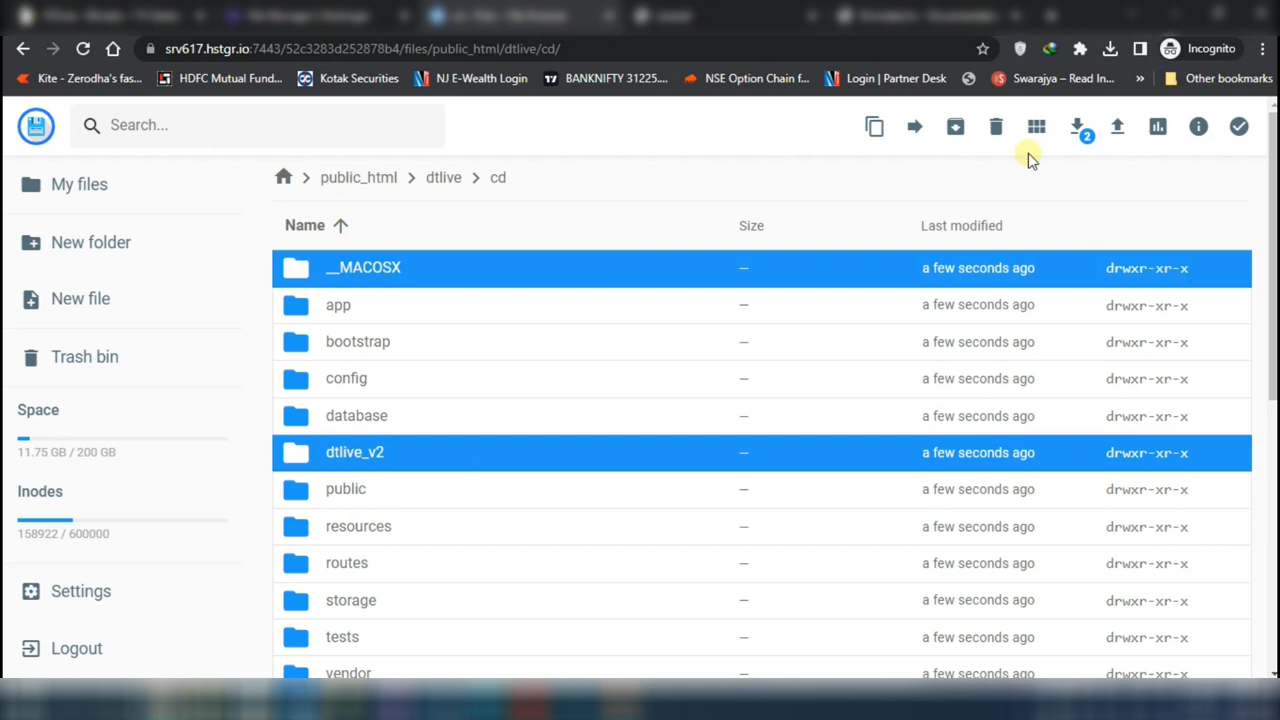 srv617.hstgr.io:7443/52c3283d252878b4/files/public_html/dtlive/cd/
Incognito
Kite - Zerodha's fas...
HDFC Mutual Fund...
Kotak Securities
NJ E-Wealth Login
BANKNIFTY 31225....
NSE Option Chain f...
Login | Partner Desk
Swarajya – Read In...
»
Other bookmarks
Search...
2
My files
New folder
New file
Trash bin
Space
11.75 GB / 200 GB
Inodes
158922 / 600000
Settings
Logout
public_html > dtlive > cd
Name Size Last modified
__MACOSX — a few seconds ago drwxr-xr-x
app — a few seconds ago drwxr-xr-x
bootstrap — a few seconds ago drwxr-xr-x
config — a few seconds ago drwxr-xr-x
database — a few seconds ago drwxr-xr-x
dtlive_v2 — a few seconds ago drwxr-xr-x
public — a few seconds ago drwxr-xr-x
resources — a few seconds ago drwxr-xr-x
routes — a few seconds ago drwxr-xr-x
storage — a few seconds ago drwxr-xr-x
tests — a few seconds ago drwxr-xr-x
vendor — a few seconds ago drwxr-xr-x